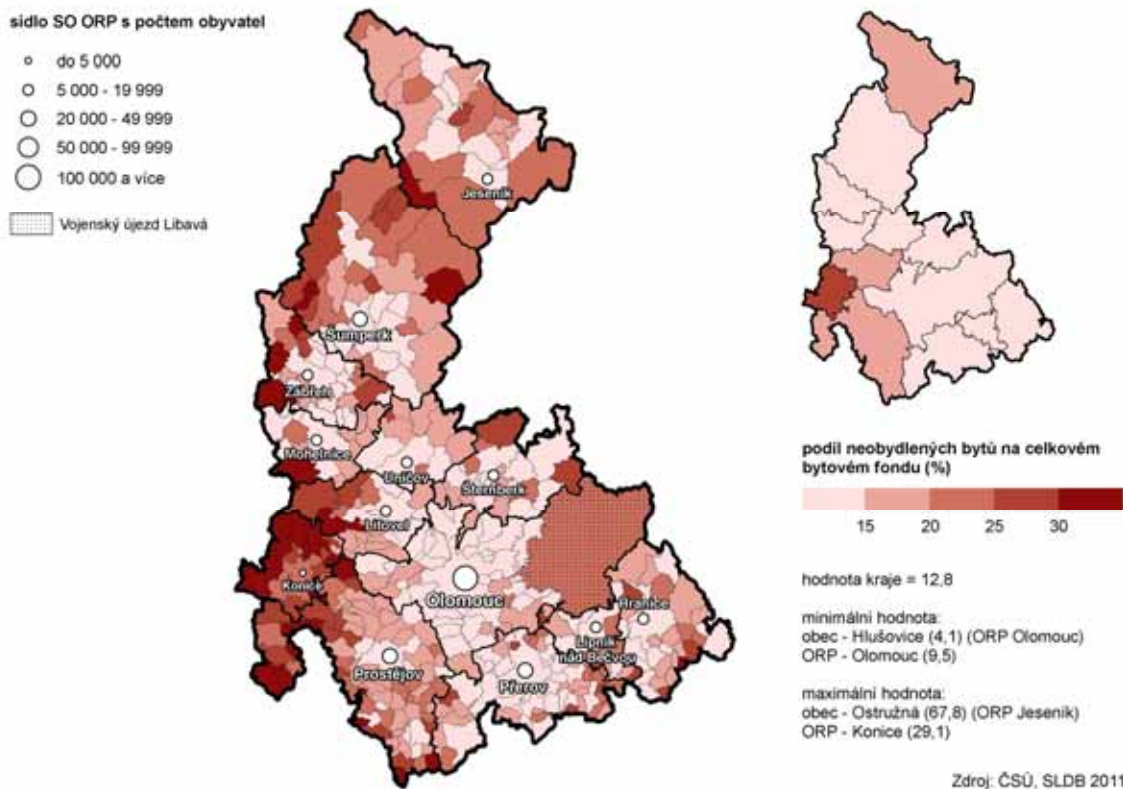 sídlo SO ORP s počtem obyvatel
do 5 000
5 000 - 19 999
20 000 - 49 999
50 000 - 99 999
100 000 a více
Vojenský újezd Libavá
Jeseník
Šumperk
Zábřeh
Mohelnice
Uničov
Šternberk
Litovel
Konice
Olomouc
Hranice
Lipník
nad Bečvou
Prostějov
Přerov
podíl neobydlených bytů na celkovém
bytovém fondu (%)
15 20 25 30
hodnota kraje = 12,8
minimální hodnota:
obec - Hlušovice (4,1) (ORP Olomouc)
ORP - Olomouc (9,5)
maximální hodnota:
obec - Ostružná (67,8) (ORP Jeseník)
ORP - Konice (29,1)
Zdroj: ČSÚ, SLDB 2011